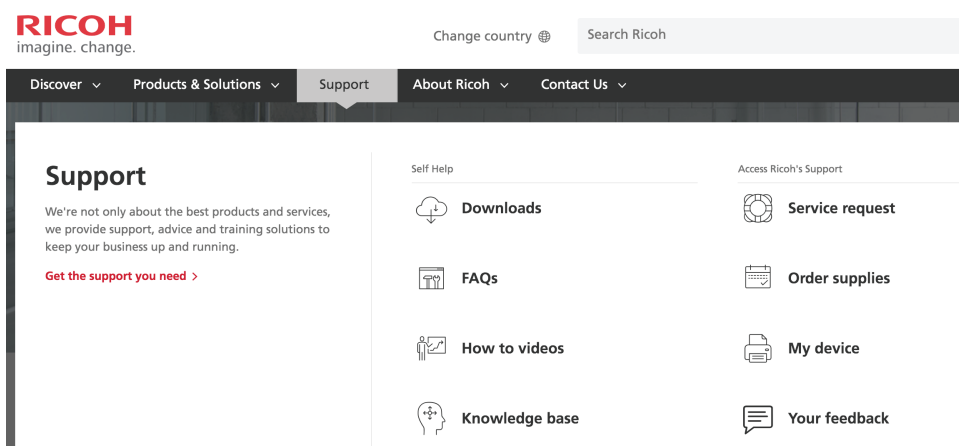 RICOH
imagine. change.
Change country
Search Ricoh
Discover
Products & Solutions
Support
About Ricoh
Contact Us
Support
We're not only about the best products and services,
we provide support, advice and training solutions to
keep your business up and running.
Get the support you need >
Self Help
Downloads
FAQs
How to videos
Knowledge base
Access Ricoh's Support
Service request
Order supplies
My device
Your feedback